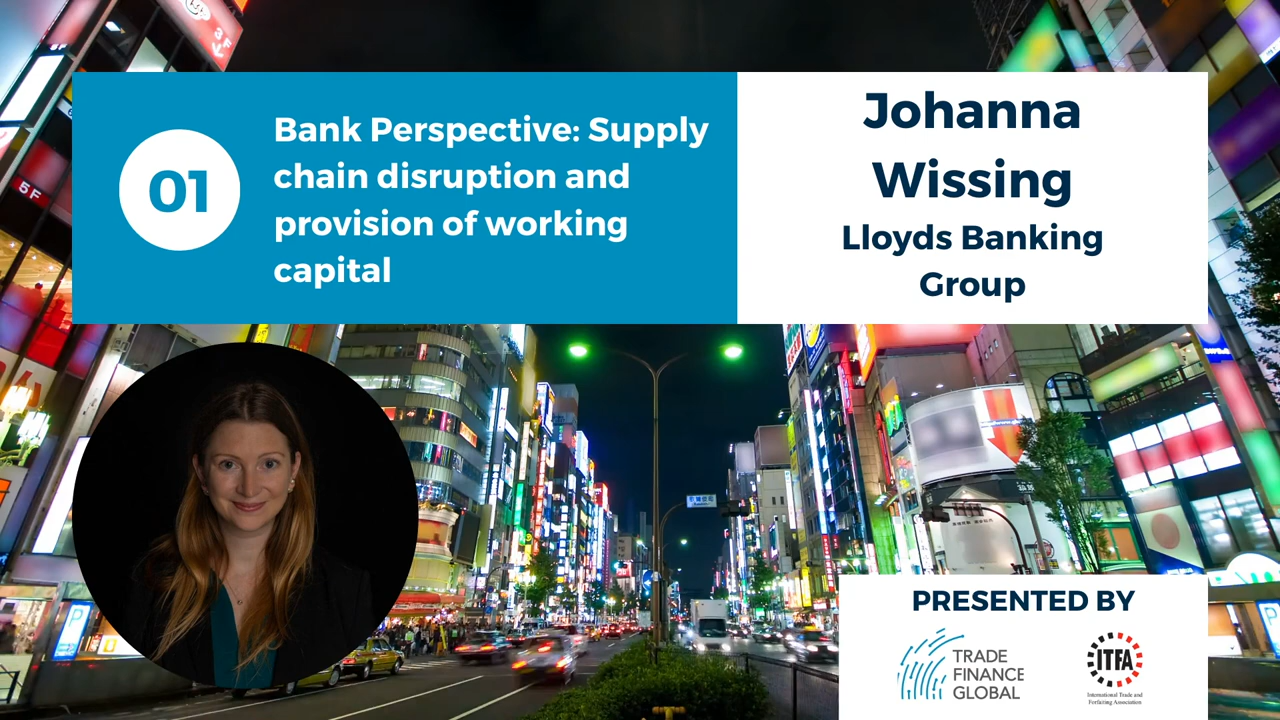 01
Bank Perspective: Supply
chain disruption and
provision of working
capital
Johanna
Wissing
Lloyds Banking
Group
5F
P
PRESENTED BY
TRADE
FINANCE
GLOBAL
ITFA
International Trade and
Forfaiting Association